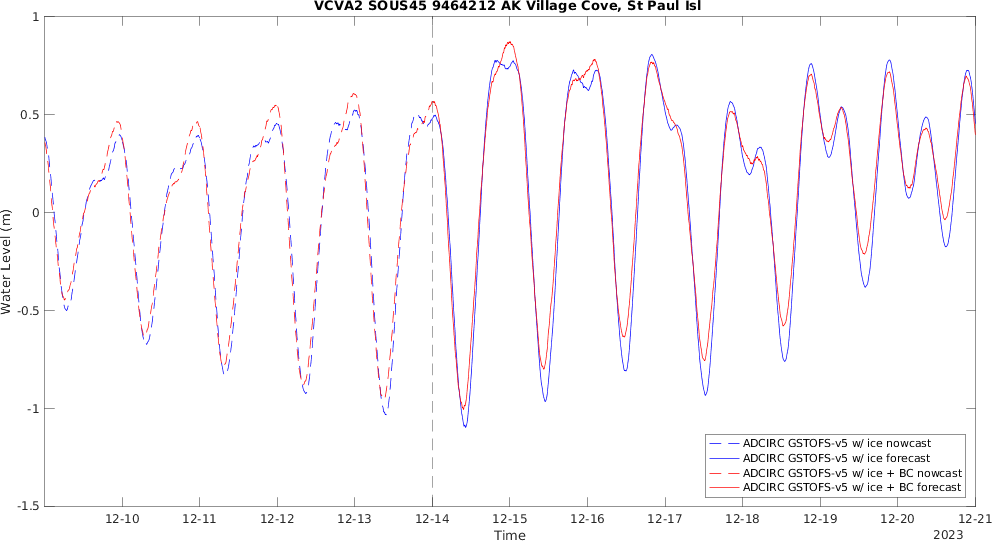 VCVA2 SOUS45 9464212 AK Village Cove, St Paul Isl
1
0.5
0
-0.5
-1
-1.5
Water Level (m)
12-10 12-11 12-12 12-13 12-14 12-15 12-16 12-17 12-18 12-19 12-20 12-21
Time
2023
ADCIRC GSTOFS-v5 w/ ice nowcast
ADCIRC GSTOFS-v5 w/ ice forecast
ADCIRC GSTOFS-v5 w/ ice + BC nowcast
ADCIRC GSTOFS-v5 w/ ice + BC forecast